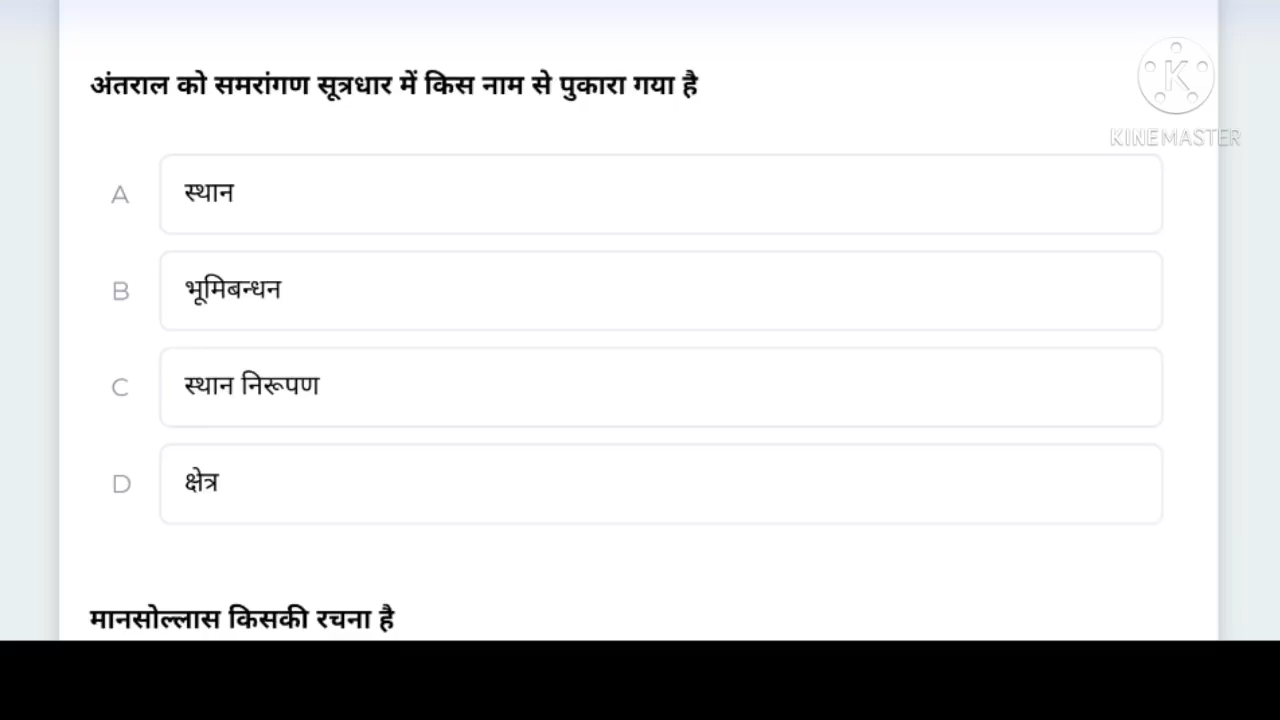 अंतराल को समरांगण सूत्रधार में किस नाम से पुकारा गया है
KINEMASTER
A स्थान
B भूमिबन्धन
C स्थान निरूपण
D क्षेत्र
मानसोल्लास किसकी रचना है